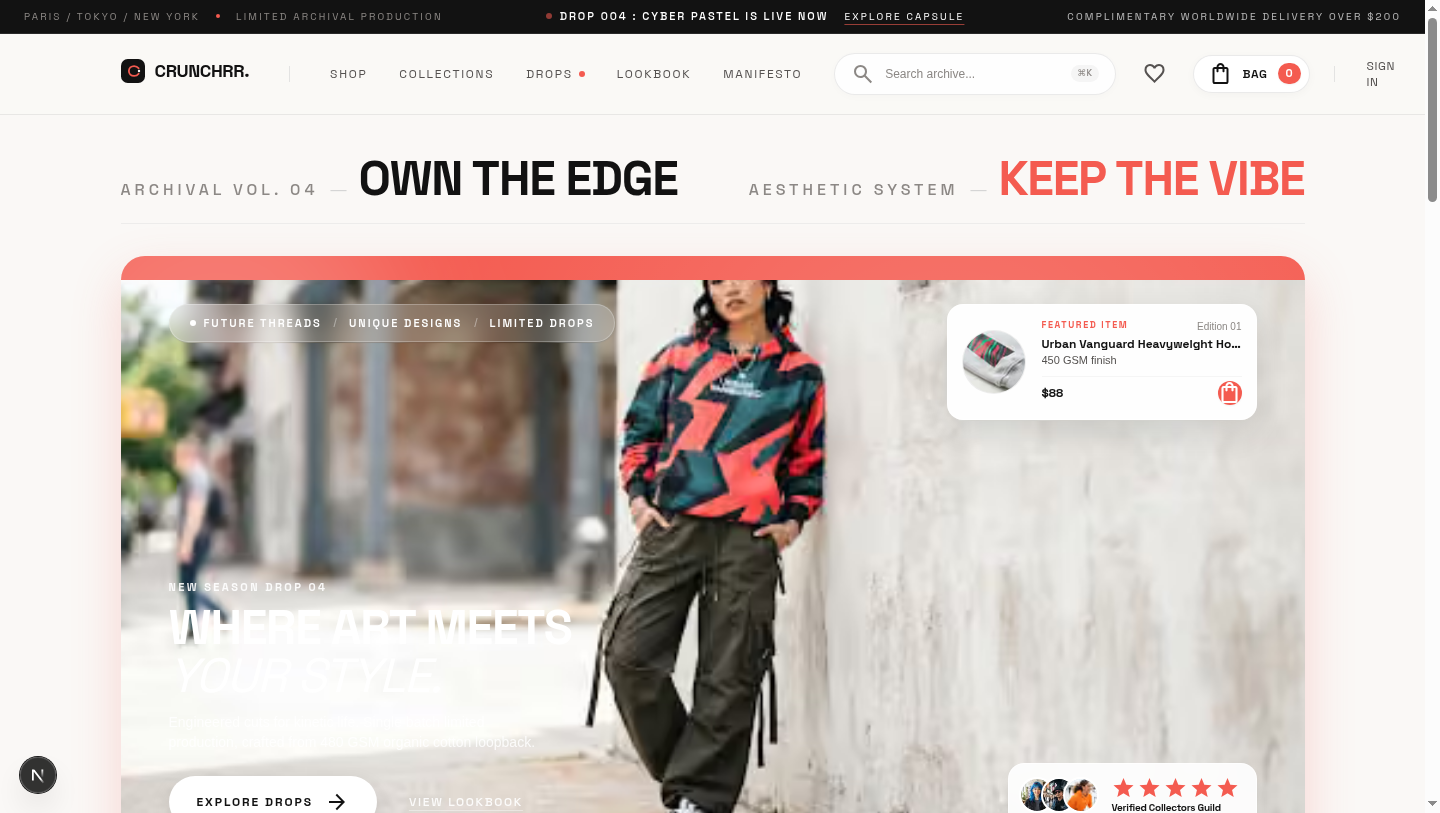 PARIS / TOKYO / NEW YORK • LIMITED ARCHIVAL PRODUCTION
DROP 004 : CYBER PASTEL IS LIVE NOW EXPLORE CAPSULE
COMPLIMENTARY WORLDWIDE DELIVERY OVER $200
CRUNCHRR.
SHOP COLLECTIONS DROPS LOOKBOOK MANIFESTO
Search archive... ⌘K
BAG 0
SIGN
IN
ARCHIVAL VOL. 04 — OWN THE EDGE
AESTHETIC SYSTEM — KEEP THE VIBE
FUTURE THREADS / UNIQUE DESIGNS / LIMITED DROPS
FEATURED ITEM Edition 01
Urban Vanguard Heavyweight Ho...
450 GSM finish
$88
NEW SEASON DROP 04
WHERE ART MEETS
YOUR STYLE.
organic cotton loopback.
EXPLORE DROPS
VIEW LOOKBOOK
Verified Collectors Guild
N